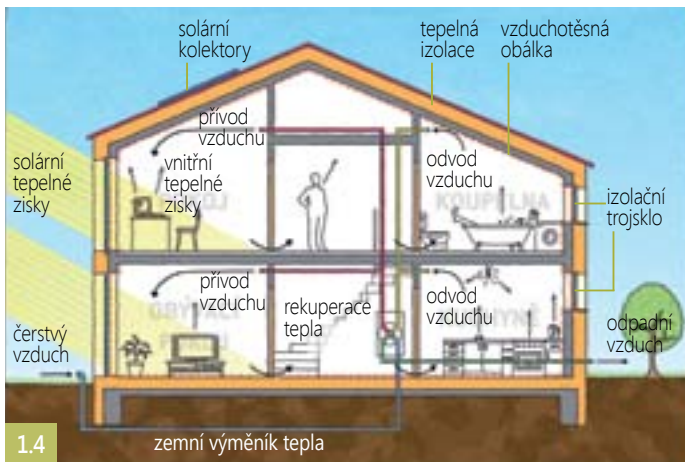 solární
kolektory
tepelná
izolace
vzduchotěsná
obálka
přívod
vzduchu
odvod
vzduchu
solární
tepelné
zisky
vnitřní
tepelné
zisky
KOUPELNA
izolační
trojsklo
přívod
vzduchu
rekuperace
tepla
odvod
vzduchu
čerstvý
vzduch
odpadní
vzduch
1.4
zemní výměník tepla